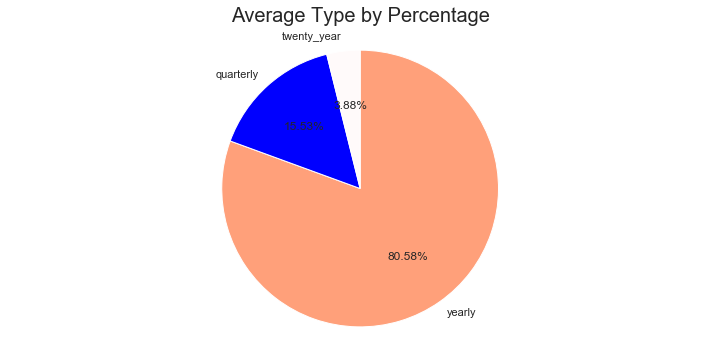 Average Type by Percentage
twenty_year
quarterly
3.88%
80.58%
yearly